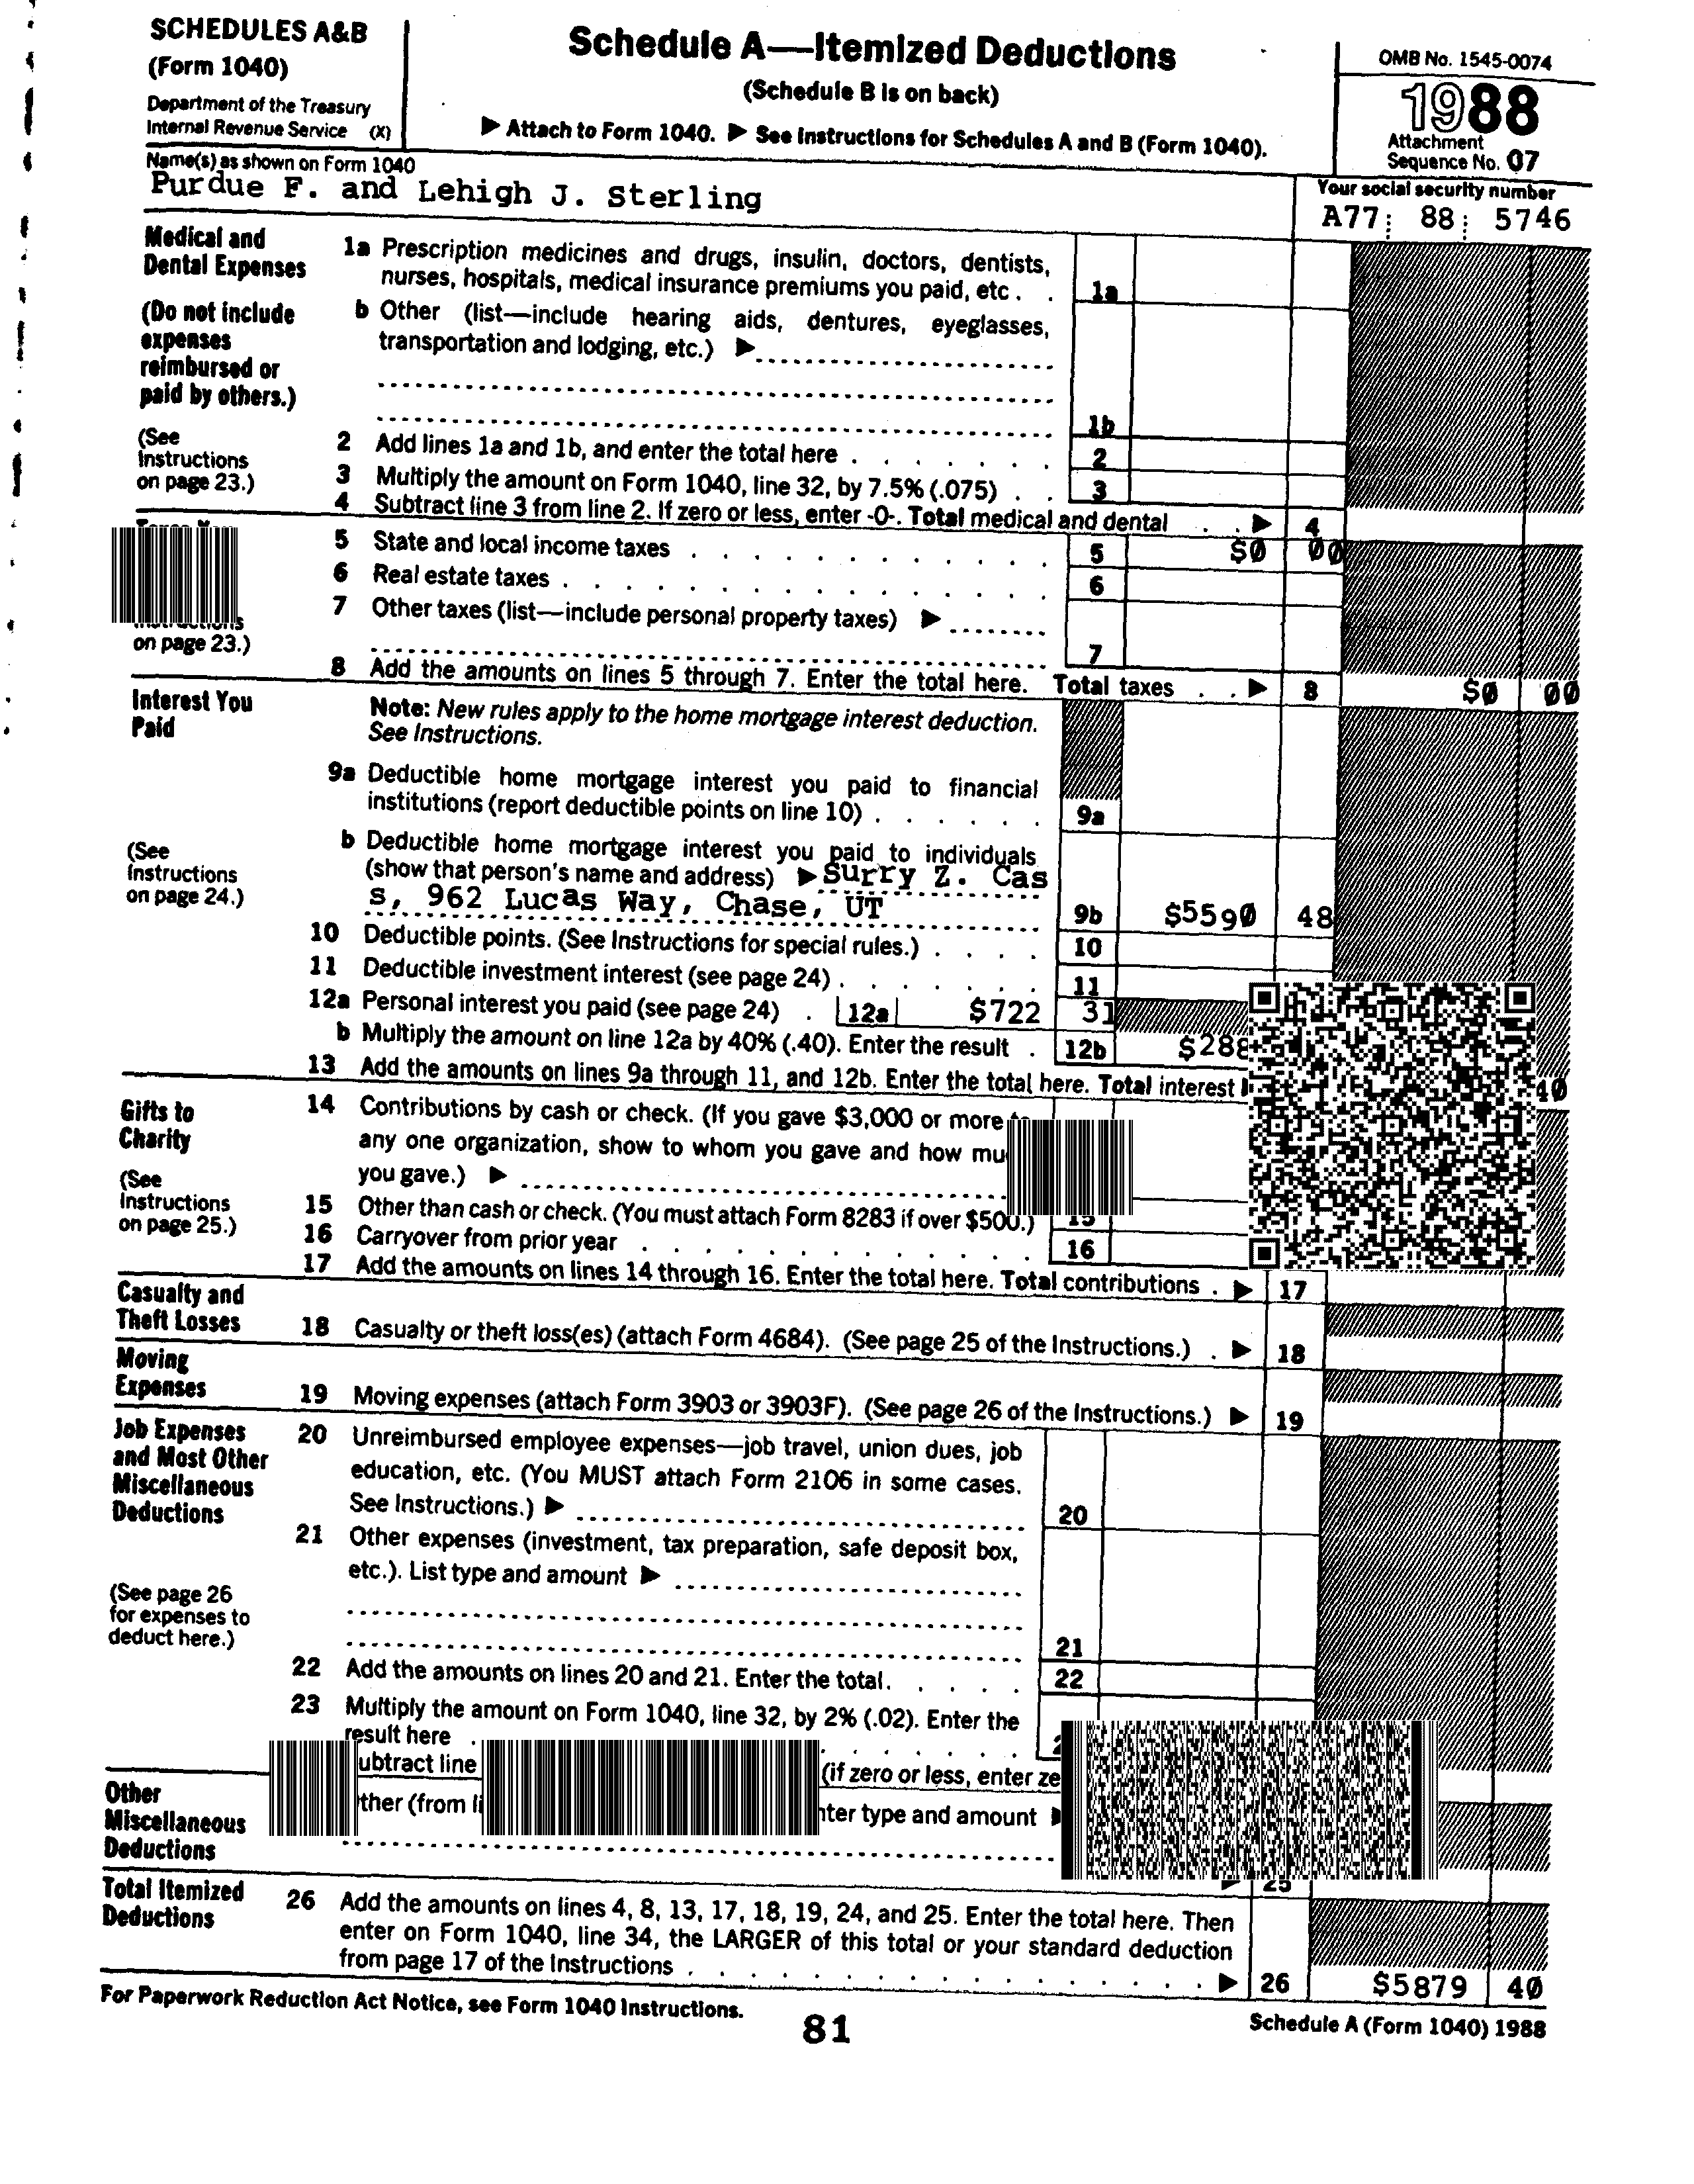 SCHEDULES A&B
(Form 1040)
Department of the Treasury
Internal Revenue Service (X)
Schedule A—Itemized Deductions
(Schedule B is on back)
▶ Attach to Form 1040. ▶ See Instructions for Schedules A and B (Form 1040).
OMB No. 1545-0074
1988
Attachment
Sequence No. 07
Name(s) as shown on Form 1040
Purdue F. and Lehigh J. Sterling
Your social security number
A77 88 5746
Medical and
Dental Expenses
(Do not include
expenses
reimbursed or
paid by others.)
(See
Instructions
on page 23.)
1a Prescription medicines and drugs, insulin, doctors, dentists,
nurses, hospitals, medical insurance premiums you paid, etc . . 1a
b Other (list—include hearing aids, dentures, eyeglasses,
transportation and lodging, etc.) ▶
1b
2 Add lines 1a and 1b, and enter the total here . . . . . . 2
3 Multiply the amount on Form 1040, line 32, by 7.5% (.075) . . 3
4 Subtract line 3 from line 2. If zero or less, enter -0-. Total medical and dental . . ▶ 4
5 State and local income taxes . . . . . . . . . . . 5 $0 00
6 Real estate taxes . . . . . . . . . . . . . . . 6
7 Other taxes (list—include personal property taxes) ▶
7
on page 23.)
8 Add the amounts on lines 5 through 7. Enter the total here. Total taxes . . ▶ 8 $0 00
Interest You
Paid
Note: New rules apply to the home mortgage interest deduction.
See Instructions.
9a Deductible home mortgage interest you paid to financial
institutions (report deductible points on line 10) . . . . . . 9a
(See
Instructions
on page 24.)
b Deductible home mortgage interest you paid to individuals
(show that person's name and address) ▶ Surry Z. Cas
s, 962 Lucas Way, Chase, UT 9b $5590 48
10 Deductible points. (See Instructions for special rules.) . . . . 10
11 Deductible investment interest (see page 24) . . . . . . . 11
12a Personal interest you paid (see page 24) . 12a $722 31
b Multiply the amount on line 12a by 40% (.40). Enter the result . 12b $288
13 Add the amounts on lines 9a through 11, and 12b. Enter the total here. Total interest 40
Gifts to
Charity
(See
Instructions
on page 25.)
14 Contributions by cash or check. (If you gave $3,000 or more
any one organization, show to whom you gave and how
you gave.) ▶
15 Other than cash or check. (You must attach Form 8283 if over $500.) 15
16 Carryover from prior year . . . . . . . . . . . . . 16
17 Add the amounts on lines 14 through 16. Enter the total here. Total contributions . ▶ 17
Casualty and
Theft Losses
18 Casualty or theft loss(es) (attach Form 4684). (See page 25 of the Instructions.) . ▶ 18
Moving
Expenses
19 Moving expenses (attach Form 3903 or 3903F). (See page 26 of the Instructions.) ▶ 19
Job Expenses
and Most Other
Miscellaneous
Deductions
(See page 26
for expenses to
deduct here.)
20 Unreimbursed employee expenses—job travel, union dues, job
education, etc. (You MUST attach Form 2106 in some cases.
See Instructions.) ▶
20
21 Other expenses (investment, tax preparation, safe deposit box,
etc.). List type and amount ▶
21
22 Add the amounts on lines 20 and 21. Enter the total. . . . . 22
23 Multiply the amount on Form 1040, line 32, by 2% (.02). Enter the
result here .
line (if zero or less, enter
Other
Miscellaneous
Deductions
(from type and amount ▶
25
Total Itemized
Deductions
26 Add the amounts on lines 4, 8, 13, 17, 18, 19, 24, and 25. Enter the total here. Then
enter on Form 1040, line 34, the LARGER of this total or your standard deduction
from page 17 of the Instructions . . . . . . . . . . . . . . . . ▶ 26 $5879 40
For Paperwork Reduction Act Notice, see Form 1040 Instructions.
81
Schedule A (Form 1040) 1988